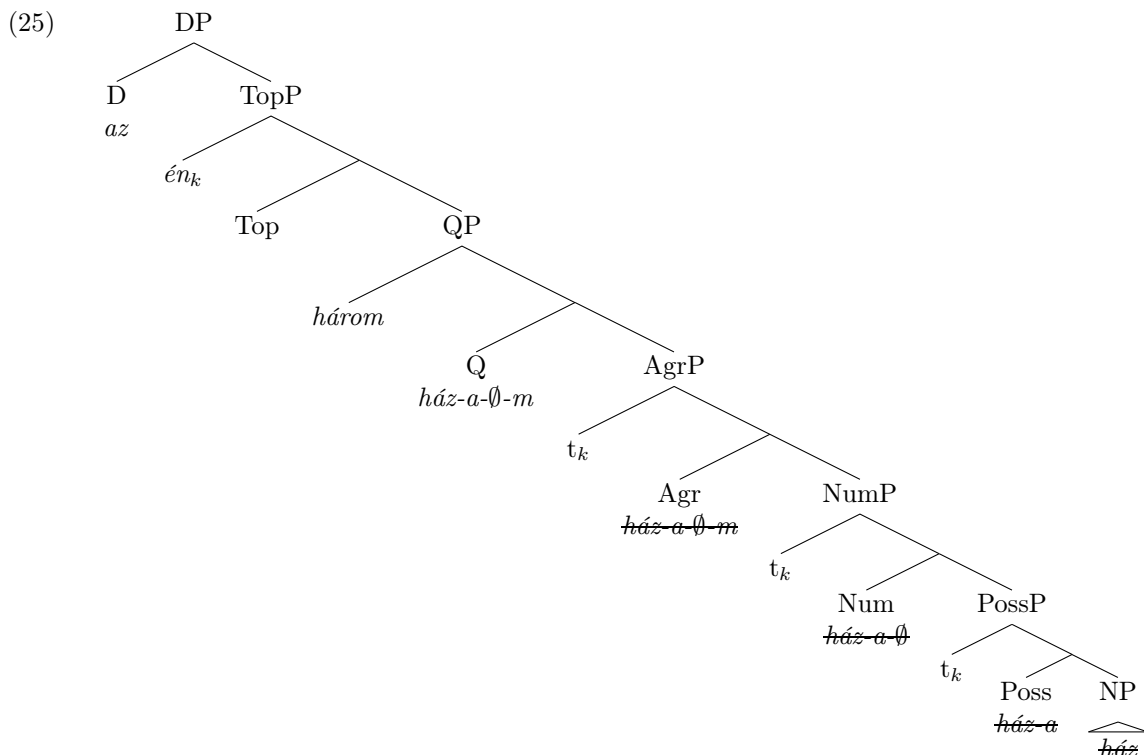 (25) DP
D TopP
az
énₖ
Top QP
három
Q AgrP
ház-a-∅-m
tₖ
Agr NumP
ház-a-∅-m
tₖ
Num PossP
ház-a-∅
tₖ
Poss NP
ház-a
ház